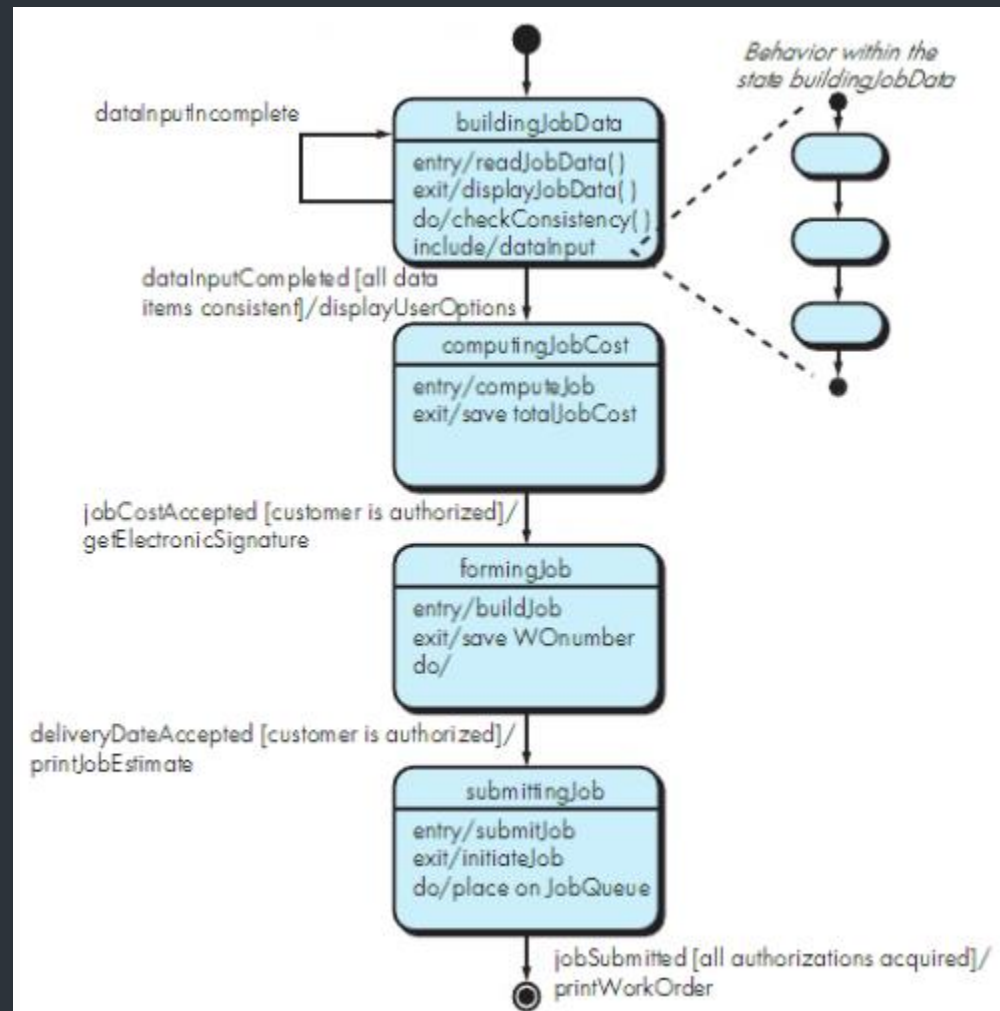 Behavior within the
state buildingJobData
dataInputIncomplete
buildingJobData
entry/readJobData()
exit/displayJobData()
do/checkConsistency()
include/dataInput
dataInputCompleted [all data
items consistent]/displayUserOptions
computingJobCost
entry/computeJob
exit/save totalJobCost
jobCostAccepted [customer is authorized]/
getElectronicSignature
formingJob
entry/buildJob
exit/save WOnumber
do/
deliveryDateAccepted [customer is authorized]/
printJobEstimate
submittingJob
entry/submitJob
exit/initiateJob
do/place on JobQueue
jobSubmitted [all authorizations acquired]/
printWorkOrder